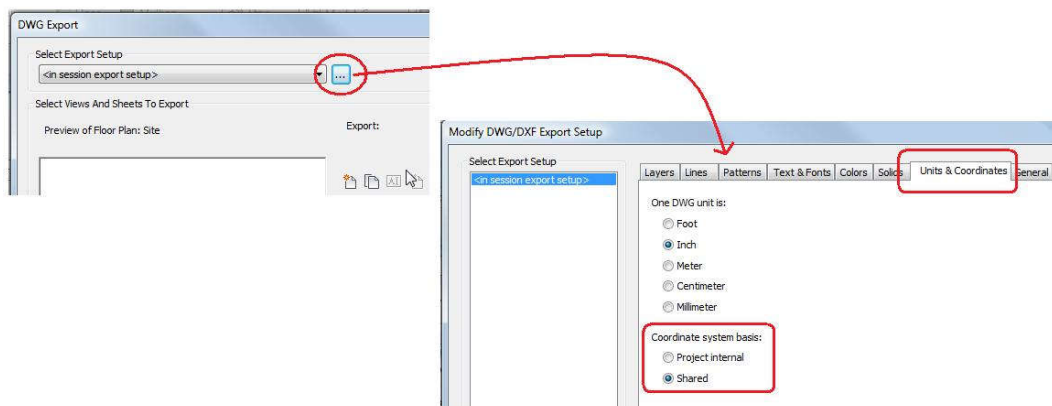 DWG Export
Select Export Setup
<in session export setup>
...
Select Views And Sheets To Export
Preview of Floor Plan: Site
Export:
Modify DWG/DXF Export Setup
Select Export Setup
<in session export setup>
Layers Lines Patterns Text & Fonts Colors Solids Units & Coordinates General
One DWG unit is:
Foot
Inch
Meter
Centimeter
Millimeter
Coordinate system basis:
Project internal
Shared